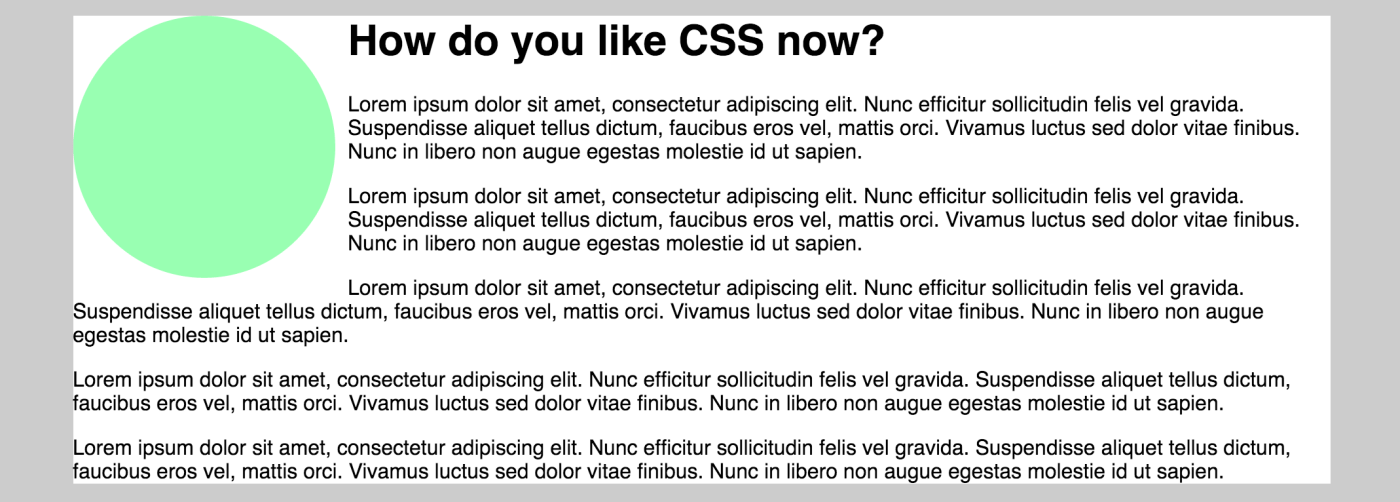 How do you like CSS now?
Lorem ipsum dolor sit amet, consectetur adipiscing elit. Nunc efficitur sollicitudin felis vel gravida.
Suspendisse aliquet tellus dictum, faucibus eros vel, mattis orci. Vivamus luctus sed dolor vitae finibus.
Nunc in libero non augue egestas molestie id ut sapien.
Lorem ipsum dolor sit amet, consectetur adipiscing elit. Nunc efficitur sollicitudin felis vel gravida.
Suspendisse aliquet tellus dictum, faucibus eros vel, mattis orci. Vivamus luctus sed dolor vitae finibus.
Nunc in libero non augue egestas molestie id ut sapien.
Lorem ipsum dolor sit amet, consectetur adipiscing elit. Nunc efficitur sollicitudin felis vel gravida.
Suspendisse aliquet tellus dictum, faucibus eros vel, mattis orci. Vivamus luctus sed dolor vitae finibus. Nunc in libero non augue
egestas molestie id ut sapien.
Lorem ipsum dolor sit amet, consectetur adipiscing elit. Nunc efficitur sollicitudin felis vel gravida. Suspendisse aliquet tellus dictum,
faucibus eros vel, mattis orci. Vivamus luctus sed dolor vitae finibus. Nunc in libero non augue egestas molestie id ut sapien.
Lorem ipsum dolor sit amet, consectetur adipiscing elit. Nunc efficitur sollicitudin felis vel gravida. Suspendisse aliquet tellus dictum,
faucibus eros vel, mattis orci. Vivamus luctus sed dolor vitae finibus. Nunc in libero non augue egestas molestie id ut sapien.